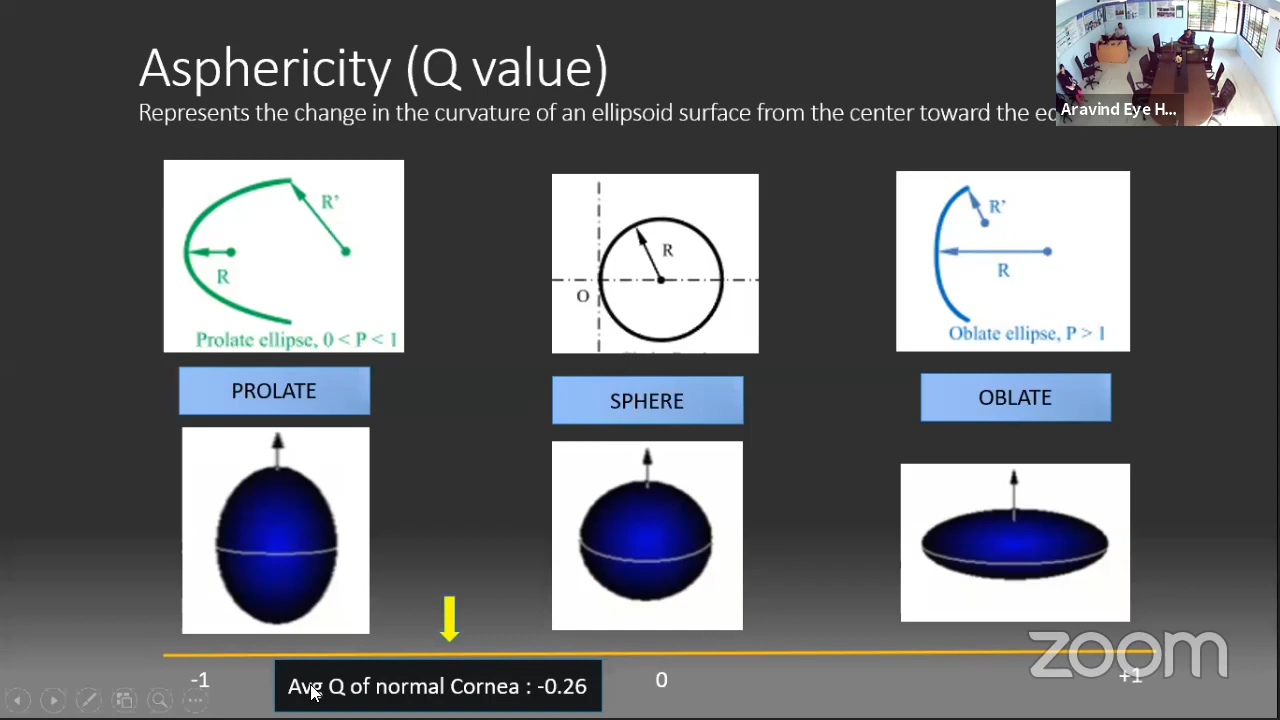 Asphericity (Q value)
Represents the change in the curvature of an ellipsoid surface from the center toward the
Aravind Eye H...
R'
R
Prolate ellipse, 0 < P < 1
R
O
R'
R
Oblate ellipse, P > 1
PROLATE
SPHERE
OBLATE
-1
Avg Q of normal Cornea : -0.26
0
+1
zoom